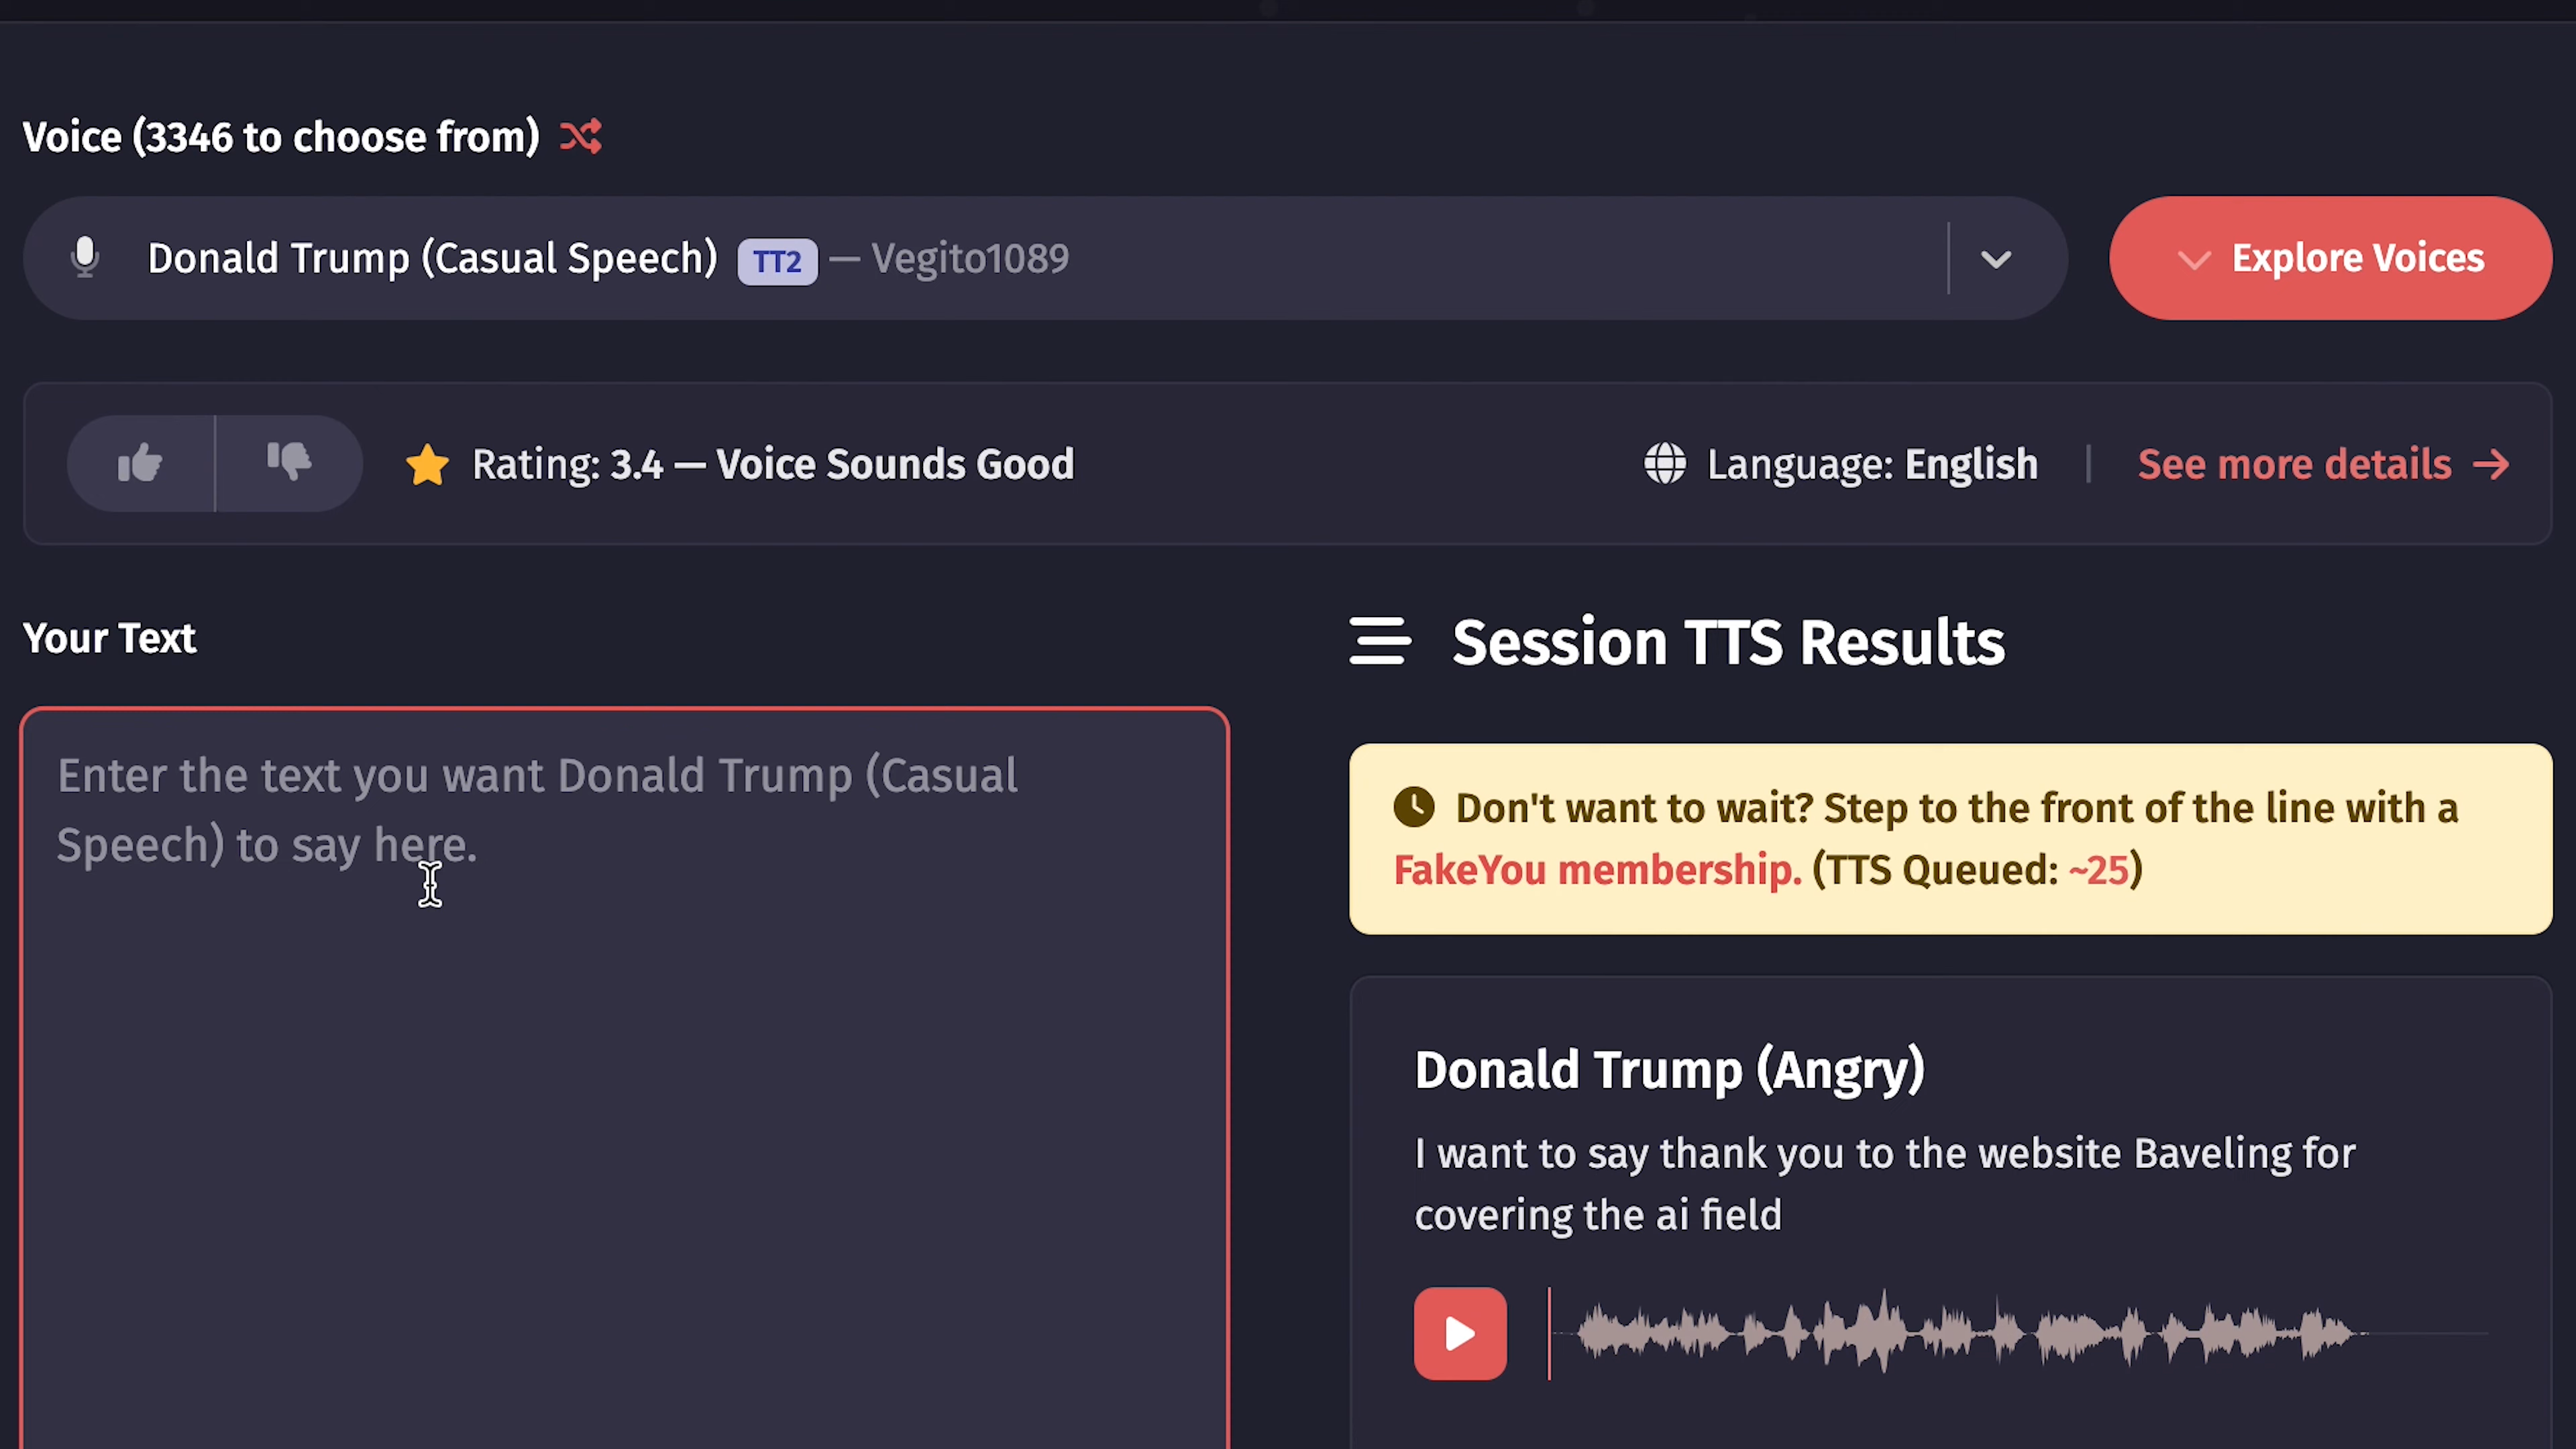 Voice (3346 to choose from)
Donald Trump (Casual Speech) TT2 — Vegito1089
Explore Voices
Rating: 3.4 — Voice Sounds Good
Language: English | See more details →
Your Text
Enter the text you want Donald Trump (Casual
Speech) to say here.
Session TTS Results
Don't want to wait? Step to the front of the line with a
FakeYou membership. (TTS Queued: ~25)
Donald Trump (Angry)
I want to say thank you to the website Baveling for
covering the ai field